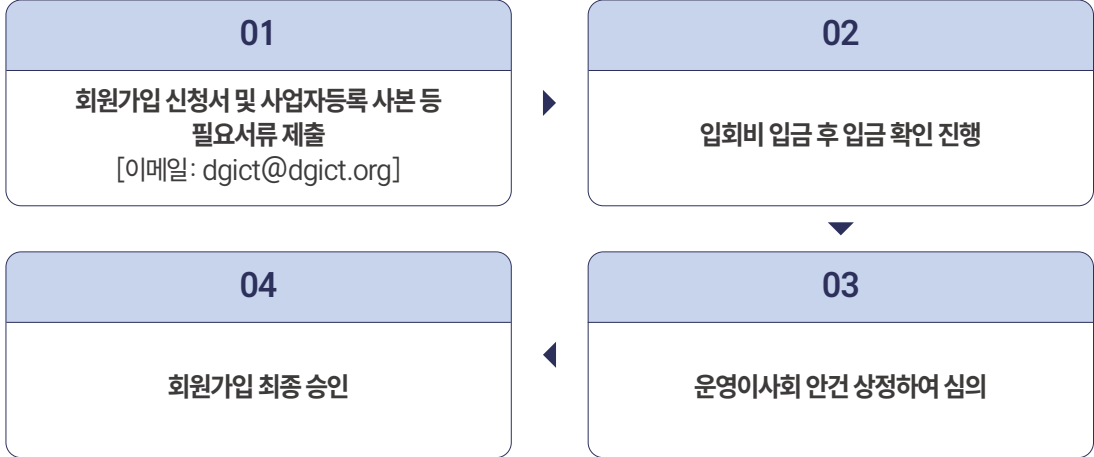 01
회원가입 신청서 및 사업자등록 사본 등
필요서류 제출
[이메일: dgict@dgict.org]
02
입회비 입금 후 입금 확인 진행
03
운영이사회 안건 상정하여 심의
04
회원가입 최종 승인